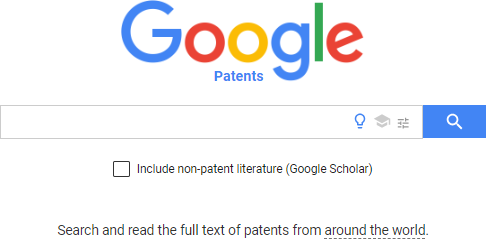 Google
Patents
Include non-patent literature (Google Scholar)
Search and read the full text of patents from around the world.